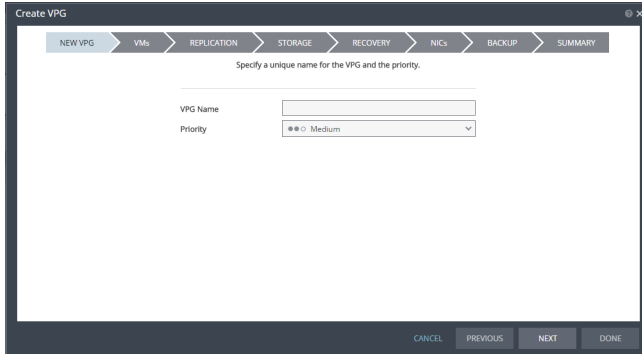 Create VPG
NEW VPG VMs REPLICATION STORAGE RECOVERY NICs BACKUP SUMMARY
Specify a unique name for the VPG and the priority.
VPG Name
Priority Medium
CANCEL PREVIOUS NEXT DONE